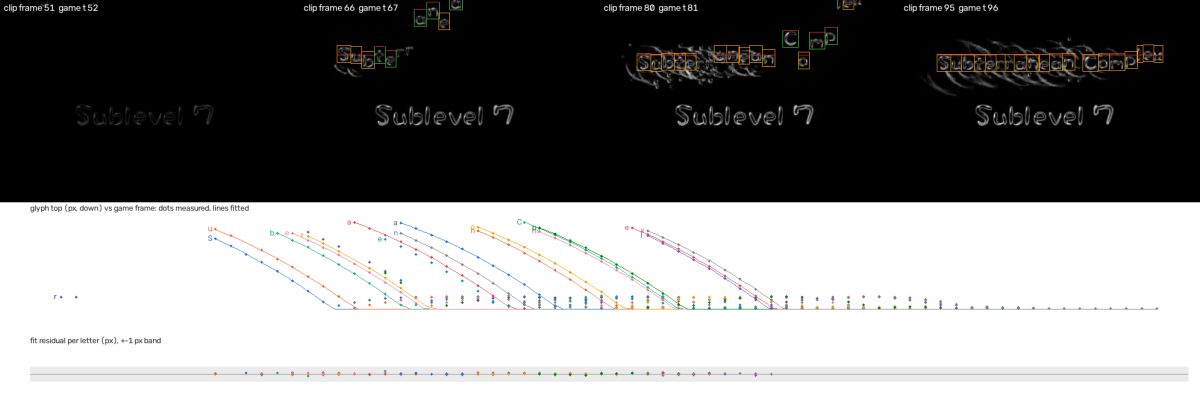 clip frame 51 game t 52
clip frame 66 game t 67
clip frame 80 game t 81
clip frame 95 game t 96
Sublevel 7
Sublevel 7
Sublevel 7
Subterranean Complex
Sublevel 7
glyph top (px, down) vs game frame: dots measured, lines fitted
fit residual per letter (px), +-1 px band